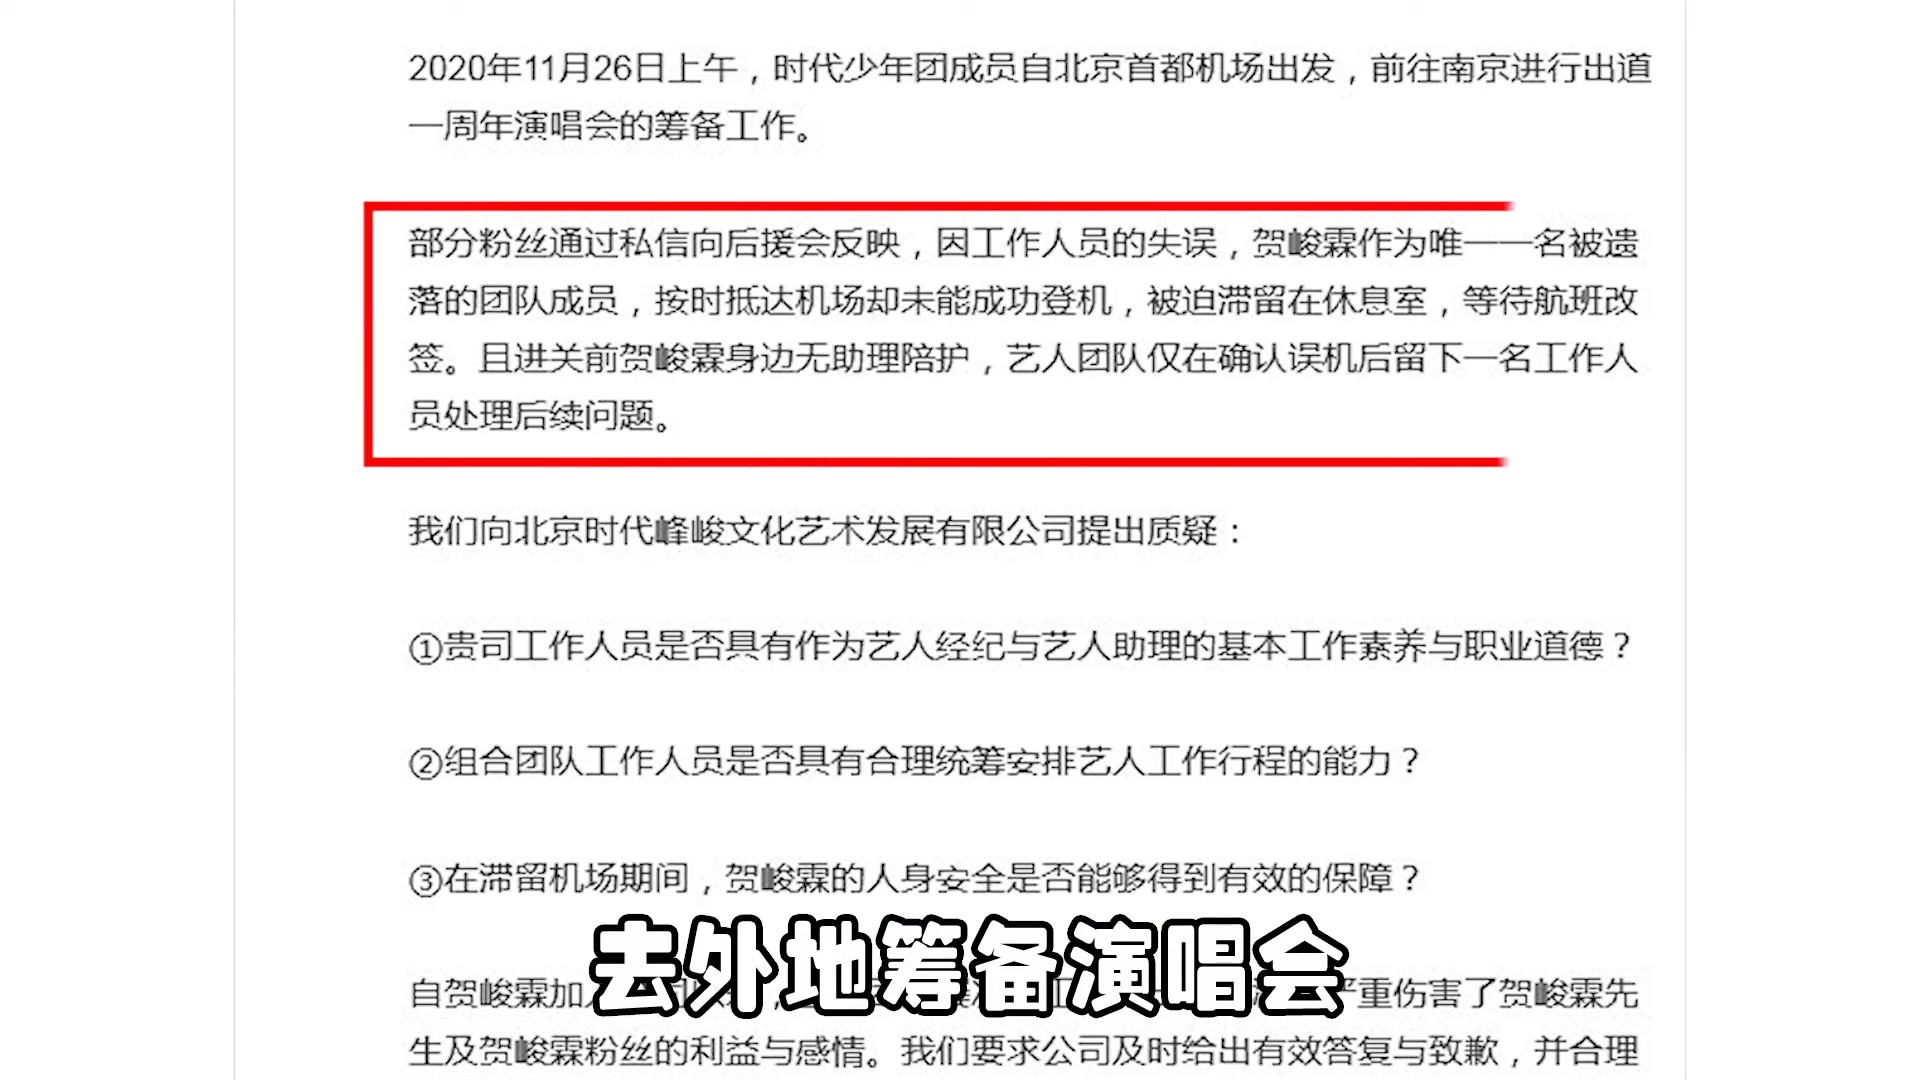 2020年11月26日上午，时代少年团成员自北京首都机场出发，前往南京进行出道
一周年演唱会的筹备工作。
部分粉丝通过私信向后援会反映，因工作人员的失误，贺峻霖作为唯一一名被遗
落的团队成员，按时抵达机场却未能成功登机，被迫滞留在休息室，等待航班改
签。且进关前贺峻霖身边无助理陪护，艺人团队仅在确认误机后留下一名工作人
员处理后续问题。
我们向北京时代峰峻文化艺术发展有限公司提出质疑：
①贵司工作人员是否具有作为艺人经纪与艺人助理的基本工作素养与职业道德？
②组合团队工作人员是否具有合理统筹安排艺人工作行程的能力？
③在滞留机场期间，贺峻霖的人身安全是否能够得到有效的保障？
去外地筹备演唱会
自贺峻霖加 严重伤害了贺峻霖先
生及贺峻霖粉丝的利益与感情。我们要求公司及时给出有效答复与致歉，并合理